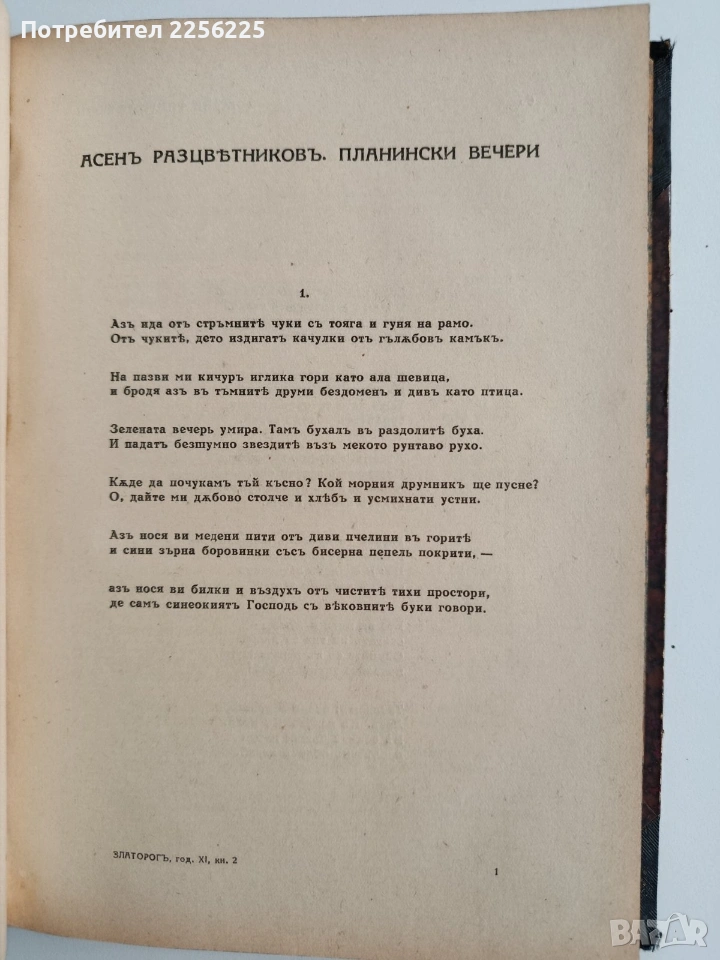 Потребител 2256225
АСЕНЪ РАЗЦВѢТНИКОВЪ. ПЛАНИНСКИ ВЕЧЕРИ
1.
Азъ ида отъ стръмнитѣ чуки съ тояга и гуня на рамо.
Отъ чукитѣ, дето издигатъ качулки отъ гълѫбовъ камъкъ.
На пазви ми кичуръ иглика гори като ала шевица,
и бродя азъ въ тъмнитѣ друми бездоменъ и дивъ като птица.
Зелената вечерь умира. Тамъ бухалъ въ раздолитѣ буха.
И падатъ безшумно звездитѣ възъ мекото рунтаво рухо.
Кѫде да почукамъ тъй късно? Кой морния друмникъ ще пусне?
О, дайте ми дѫбово столче и хлѣбъ и усмихнати устни.
Азъ нося ви медени пити отъ диви пчелини въ горитѣ
и сини зърна боровинки съсъ бисерна пепель покрити, —
азъ нося ви билки и въздухъ отъ чиститѣ тихи простори,
де самъ синеокиятъ Господь съ вѣковнитѣ буки говори.
ЗЛАТОРОГЪ, год. XI, кн. 2
1
BAZAR